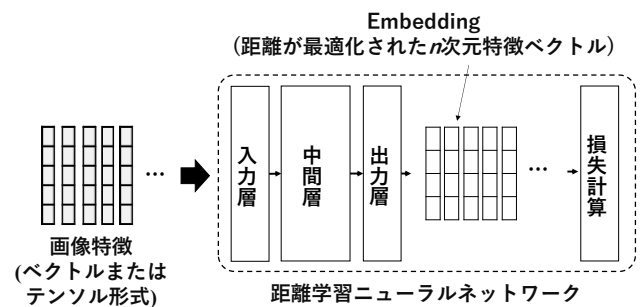 Embedding
(距離が最適化されたn次元特徴ベクトル)
入力層
中間層
出力層
損失計算
…
…
画像特徴
(ベクトルまたは
テンソル形式)
距離学習ニューラルネットワーク